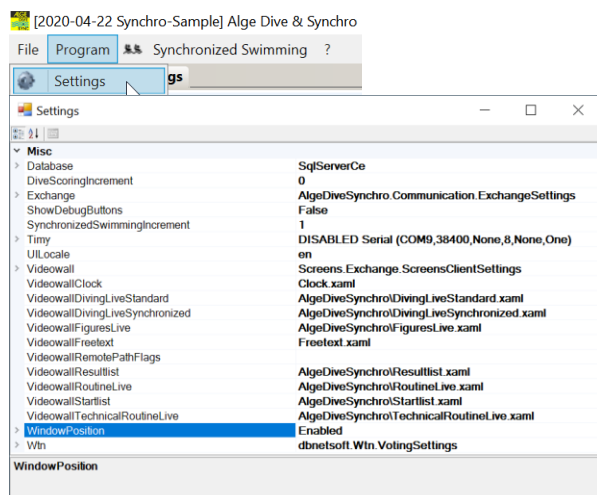 [2020-04-22 Synchro-Sample] Alge Dive & Synchro
File Program Synchronized Swimming ?
Settings gs
Settings
Misc
Database SqlServerCe
DiveScoringIncrement 0
Exchange AlgeDiveSynchro.Communication.ExchangeSettings
ShowDebugButtons False
SynchronizedSwimmingIncrement 1
Timy DISABLED Serial (COM9,38400,None,8,None,One)
UILocale en
Videowall Screens.Exchange.ScreensClientSettings
VideowallClock Clock.xaml
VideowallDivingLiveStandard AlgeDiveSynchro\DivingLiveStandard.xaml
VideowallDivingLiveSynchronized AlgeDiveSynchro\DivingLiveSynchronized.xaml
VideowallFiguresLive AlgeDiveSynchro\FiguresLive.xaml
VideowallFreetext Freetext.xaml
VideowallRemotePathFlags
VideowallResultlist AlgeDiveSynchro\Resultlist.xaml
VideowallRoutineLive AlgeDiveSynchro\RoutineLive.xaml
VideowallStartlist AlgeDiveSynchro\Startlist.xaml
VideowallTechnicalRoutineLive AlgeDiveSynchro\TechnicalRoutineLive.xaml
WindowPosition Enabled
Wtn dbnetsoft.Wtn.VotingSettings
WindowPosition